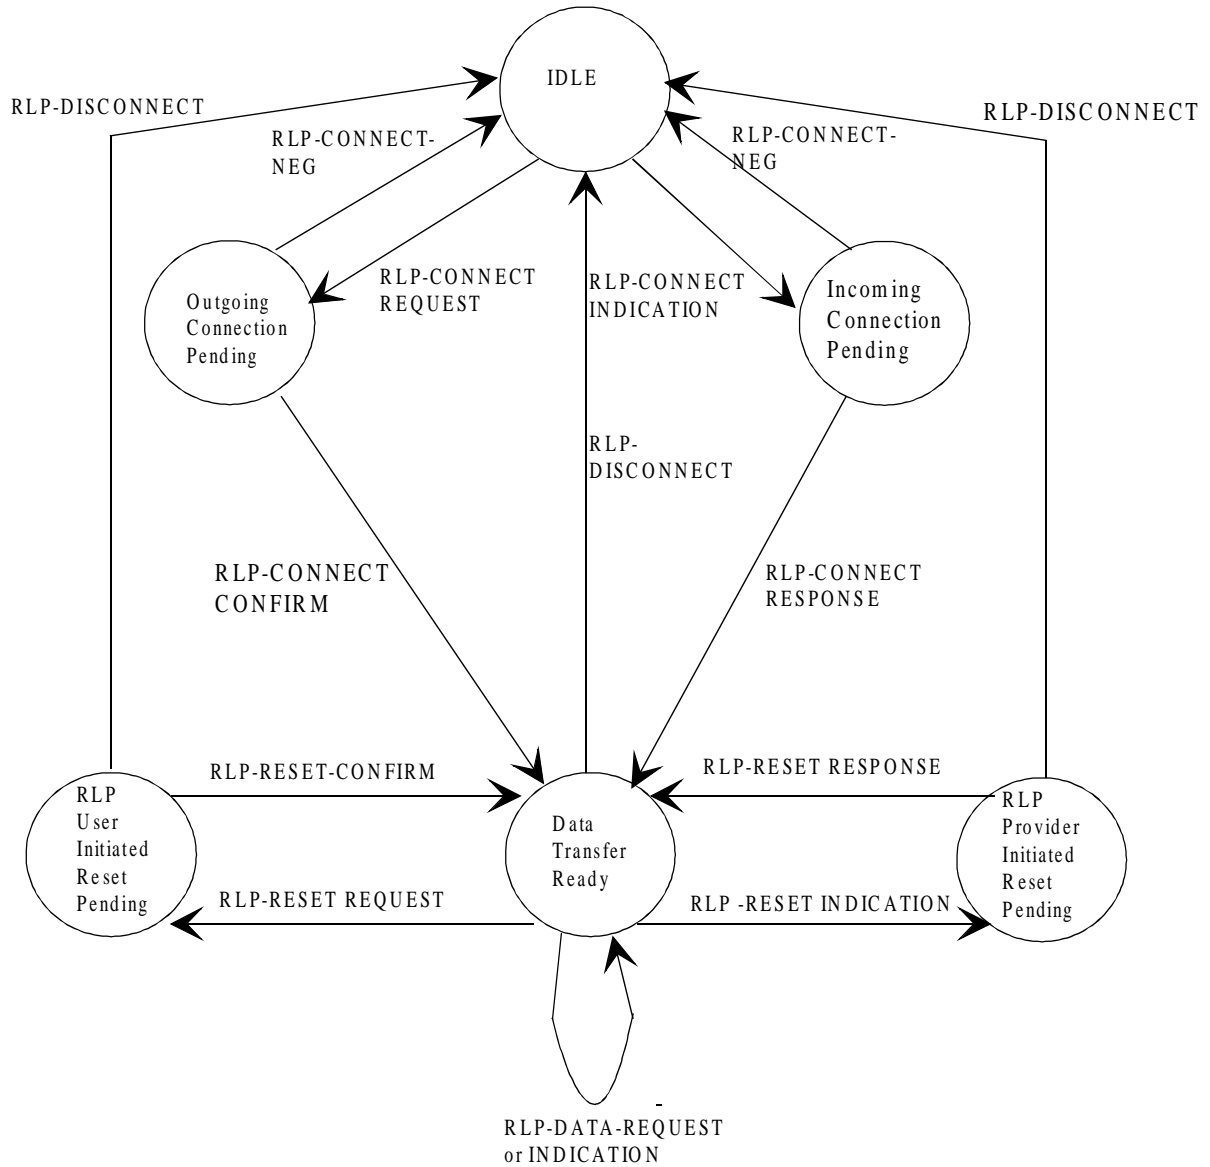 IDLE
RLP-DISCONNECT
RLP-DISCONNECT
RLP-CONNECT-
NEG
RLP-CONNECT-
NEG
RLP-CONNECT
REQUEST
RLP-CONNECT
INDICATION
Outgoing
Connection
Pending
Incoming
Connection
Pending
RLP-
DISCONNECT
RLP-CONNECT
CONFIRM
RLP-CONNECT
RESPONSE
RLP-RESET-CONFIRM
RLP-RESET RESPONSE
RLP
User
Initiated
Reset
Pending
Data
Transfer
Ready
RLP
Provider
Initiated
Reset
Pending
RLP-RESET REQUEST
RLP -RESET INDICATION
RLP-DATA-REQUEST
or INDICATION